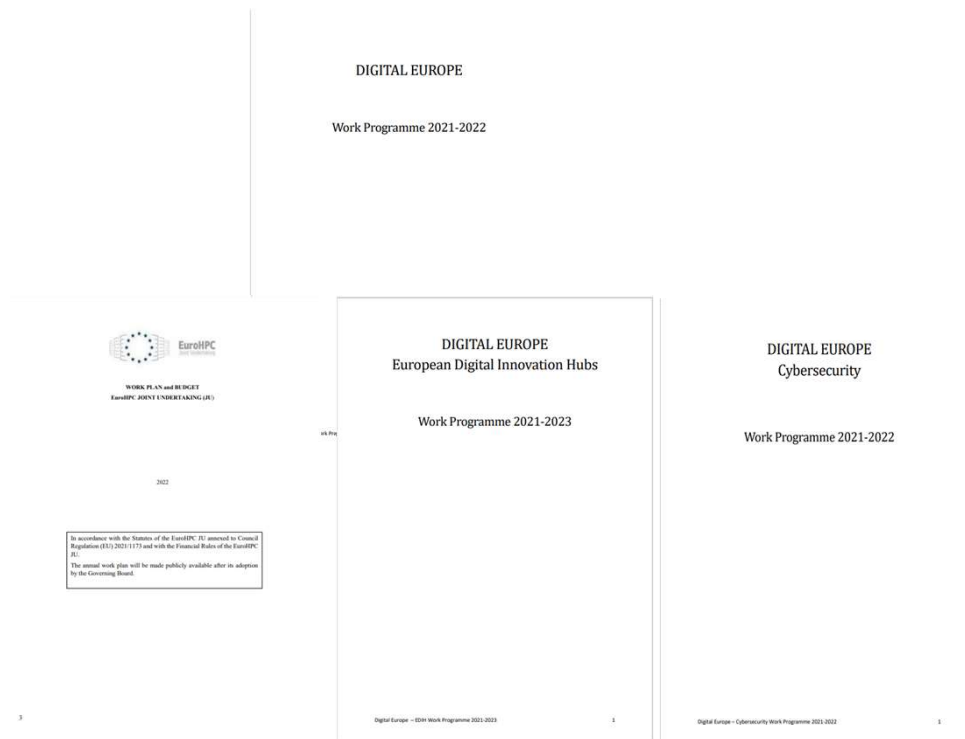 DIGITAL EUROPE
Work Programme 2021-2022
EuroHPC
Joint Undertaking
WORK PLAN and BUDGET
EuroHPC JOINT UNDERTAKING (JU)
2022
In accordance with the Statutes of the EuroHPC JU annexed to Council
Regulation (EU) 2021/1173 and with the Financial Rules of the EuroHPC
JU.
The annual work plan will be made publicly available after its adoption
by the Governing Board.
3
DIGITAL EUROPE
European Digital Innovation Hubs
Work Programme 2021-2023
Digital Europe – EDIH Work Programme 2021-2023
1
DIGITAL EUROPE
Cybersecurity
Work Programme 2021-2022
Digital Europe – Cybersecurity Work Programme 2021-2022
1